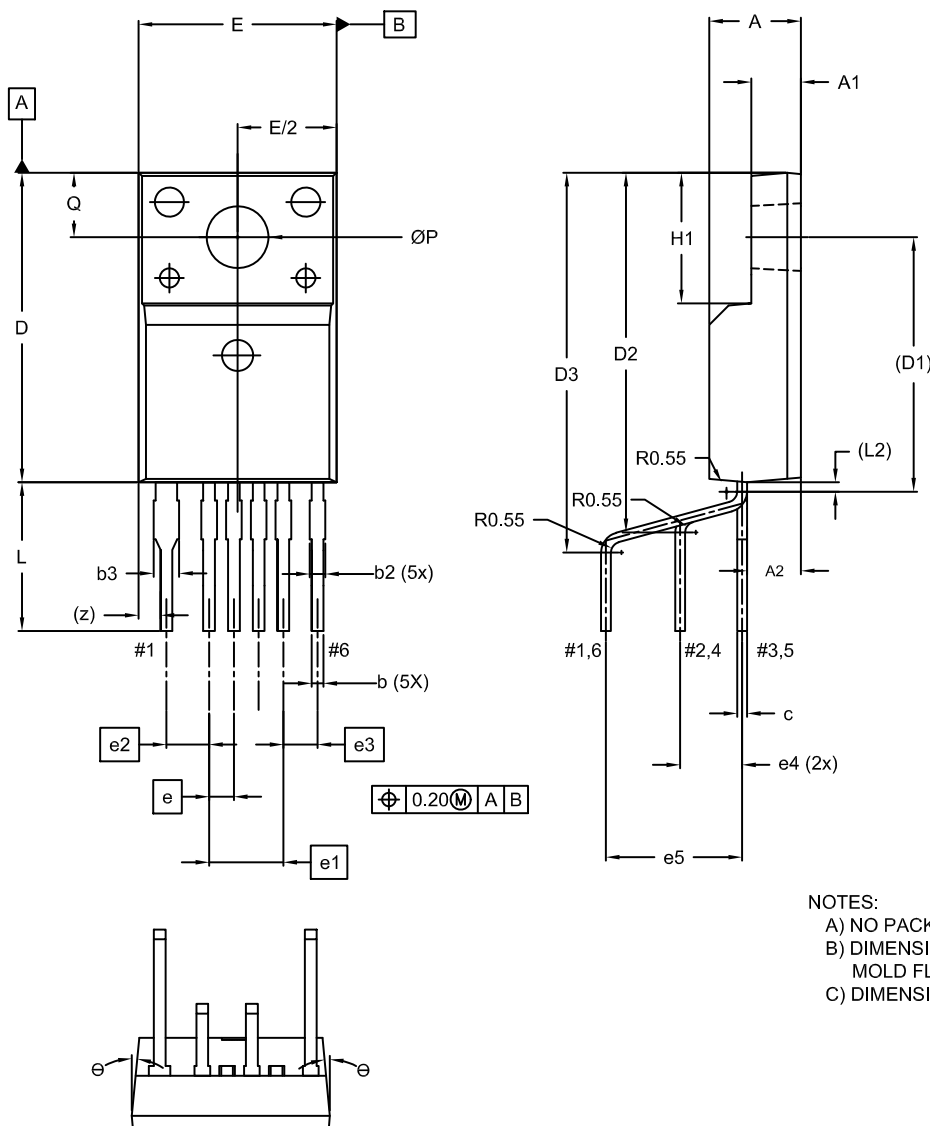 E
B
A
A1
A
E/2
Q
ØP
H1
D
D2
D3
(D1)
R0.55
(L2)
R0.55
R0.55
L
b3
b2 (5x)
A2
(z)
#1
#6
#1,6
#2,4
#3,5
b (5X)
c
e2
e3
e4 (2x)
e
0.20Ⓜ A B
e1
e5
NOTES:
A) NO PACK
B) DIMENSI
MOLD FL
C) DIMENSI
Θ
Θ